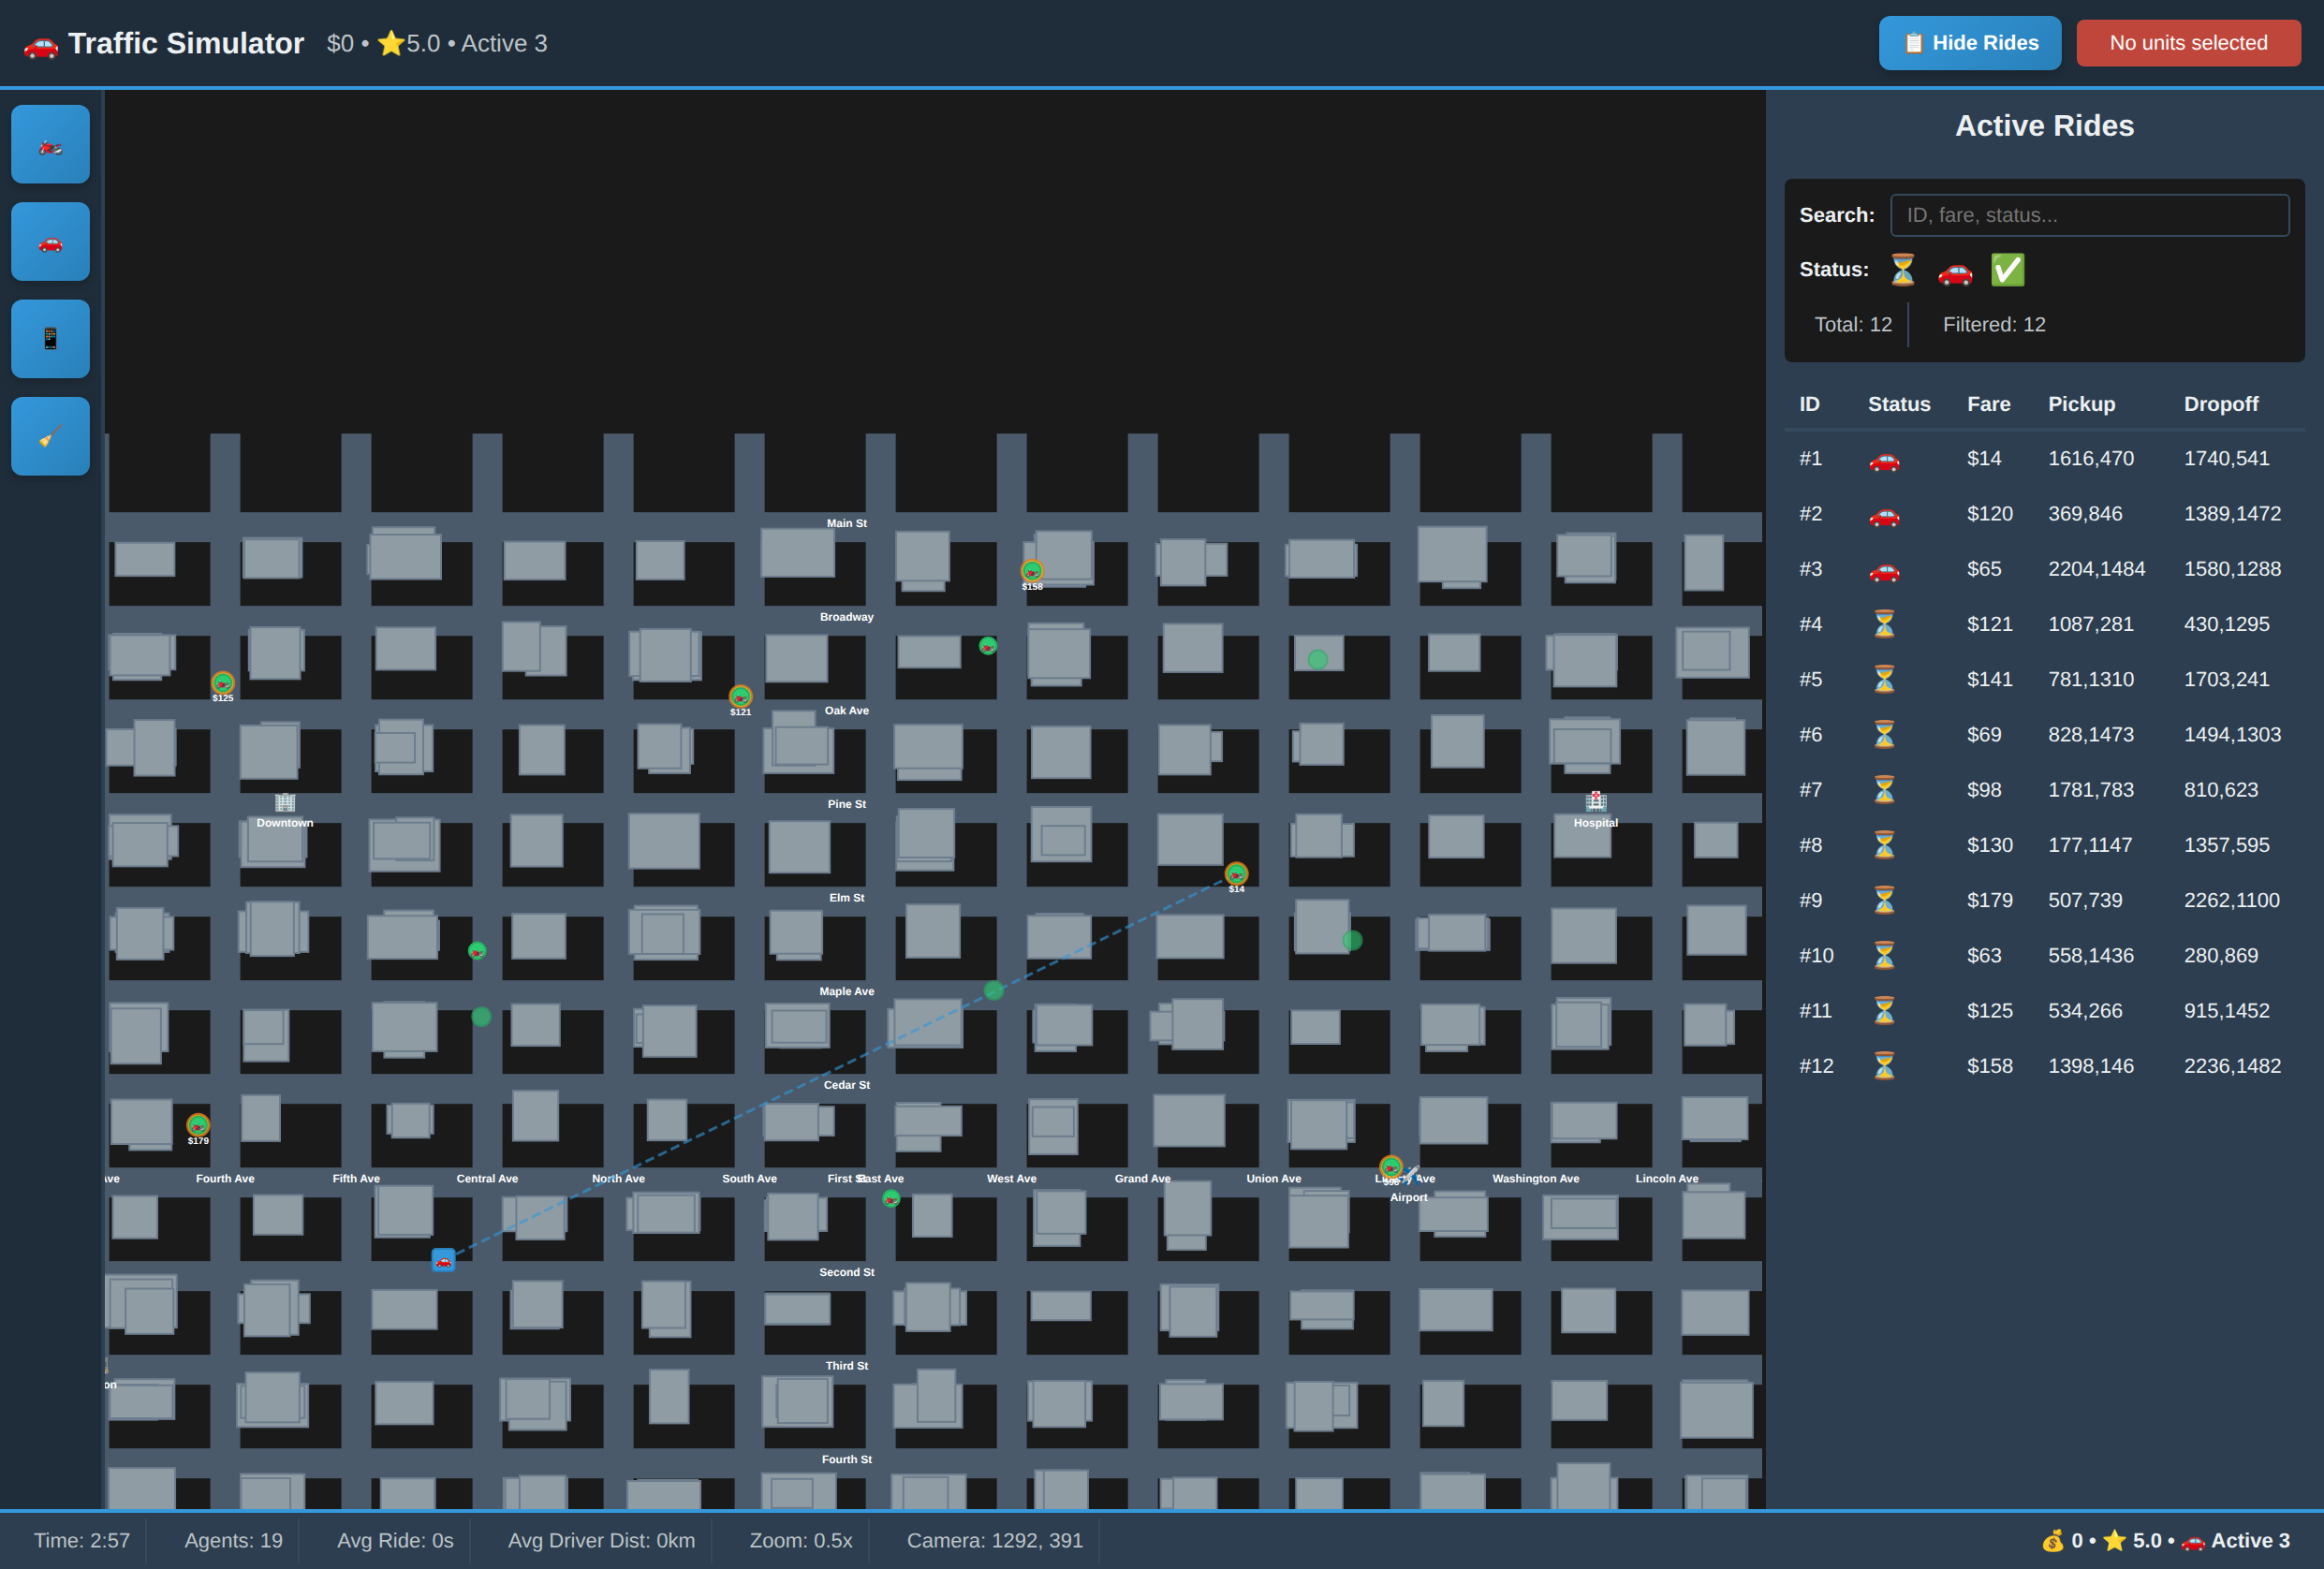 🚗 Traffic Simulator $0 • ⭐5.0 • Active 3
📋 Hide Rides
No units selected
Active Rides
Search: ID, fare, status...
Status: ⏳ 🚗 ✅
Total: 12 Filtered: 12
ID Status Fare Pickup Dropoff
#1 🚗 $14 1616,470 1740,541
#2 🚗 $120 369,846 1389,1472
#3 🚗 $65 2204,1484 1580,1288
#4 ⏳ $121 1087,281 430,1295
#5 ⏳ $141 781,1310 1703,241
#6 ⏳ $69 828,1473 1494,1303
#7 ⏳ $98 1781,783 810,623
#8 ⏳ $130 177,1147 1357,595
#9 ⏳ $179 507,739 2262,1100
#10 ⏳ $63 558,1436 280,869
#11 ⏳ $125 534,266 915,1452
#12 ⏳ $158 1398,146 2236,1482
Main St
$158
Broadway
$125
$121
Oak Ave
Pine St
Downtown
Hospital
$14
Elm St
Maple Ave
Cedar St
$179
Fourth Ave Fifth Ave Central Ave North Ave South Ave First St East Ave West Ave Grand Ave Union Ave Liberty Ave Washington Ave Lincoln Ave
$98
Airport
Second St
Third St
Fourth St
Time: 2:57 Agents: 19 Avg Ride: 0s Avg Driver Dist: 0km Zoom: 0.5x Camera: 1292, 391 💰 0 • ⭐ 5.0 • 🚗 Active 3